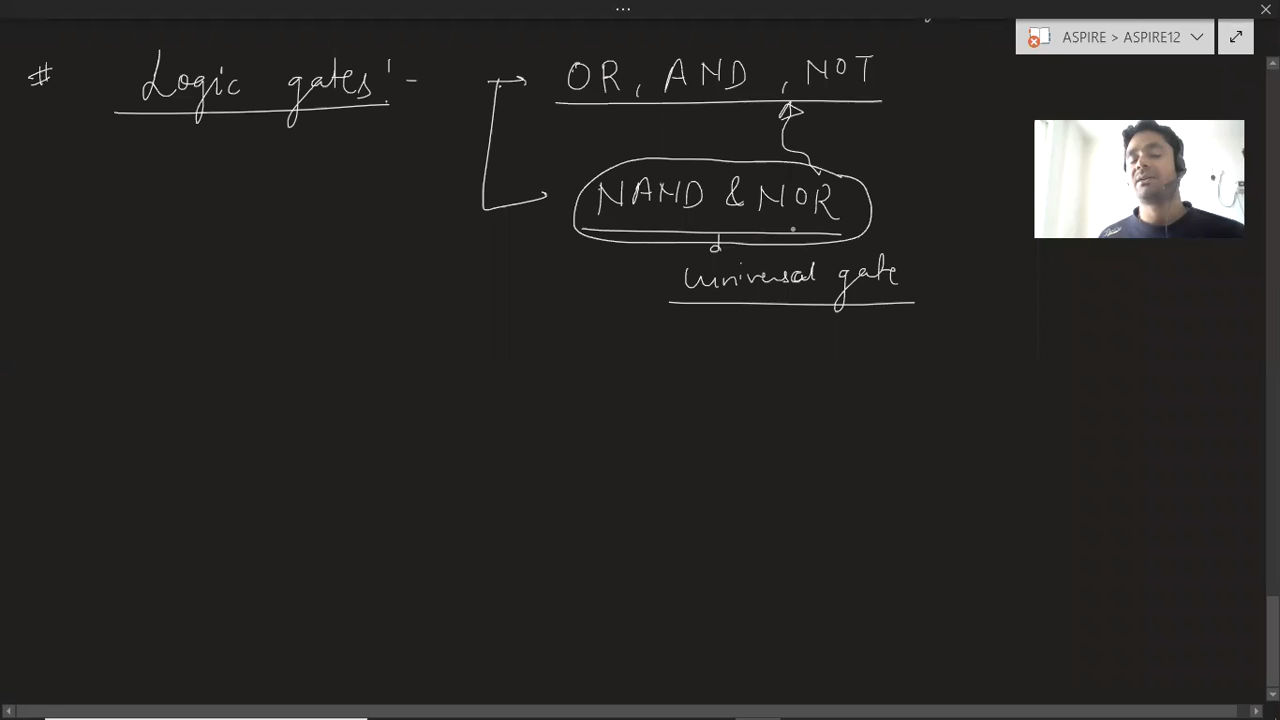 ASPIRE > ASPIRE12
# Logic gates :- → OR, AND, NOT
NAND & NOR
universal gate